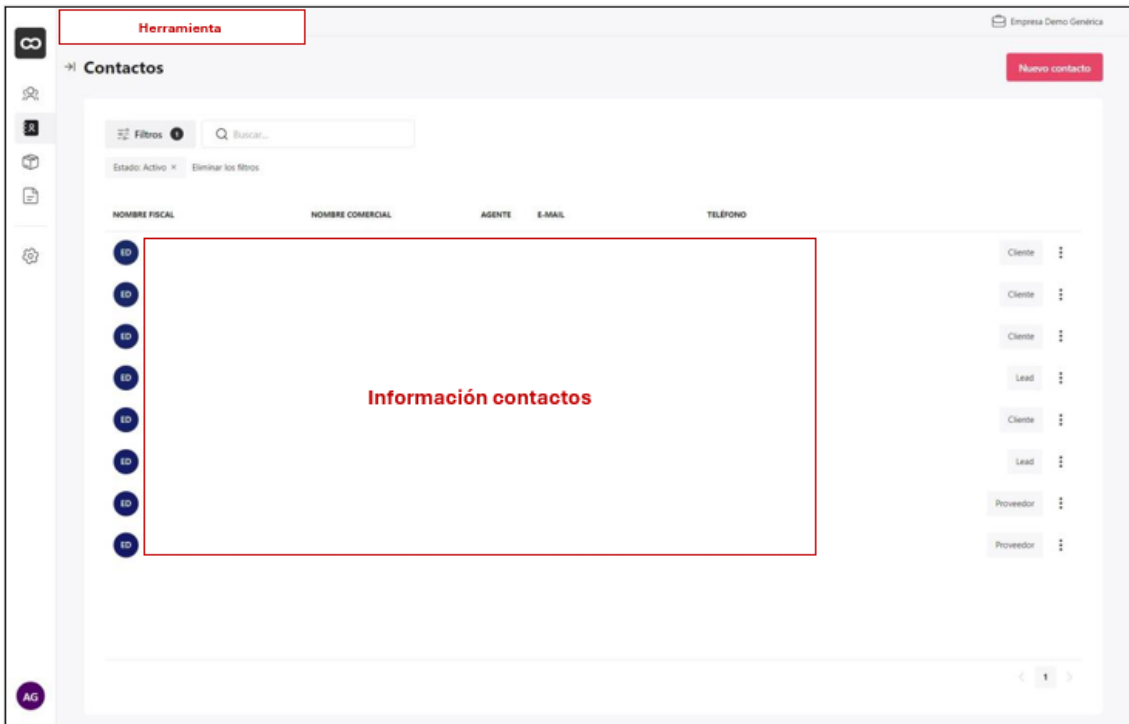 Herramienta
Empresa Demo Genérica
Contactos
Nuevo contacto
Filtros 1
Buscar...
Estado: Activo ×
Eliminar los filtros
NOMBRE FISCAL NOMBRE COMERCIAL AGENTE E-MAIL TELÉFONO
ED Cliente
ED Cliente
ED Cliente
ED Lead
Información contactos
ED Cliente
ED Lead
ED Proveedor
ED Proveedor
1
AG